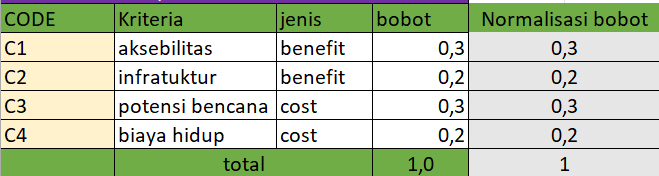 CODE Kriteria jenis bobot Normalisasi bobot
C1 aksebilitas benefit 0,3 0,3
C2 infratuktur benefit 0,2 0,2
C3 potensi bencana cost 0,3 0,3
C4 biaya hidup cost 0,2 0,2
total 1,0 1